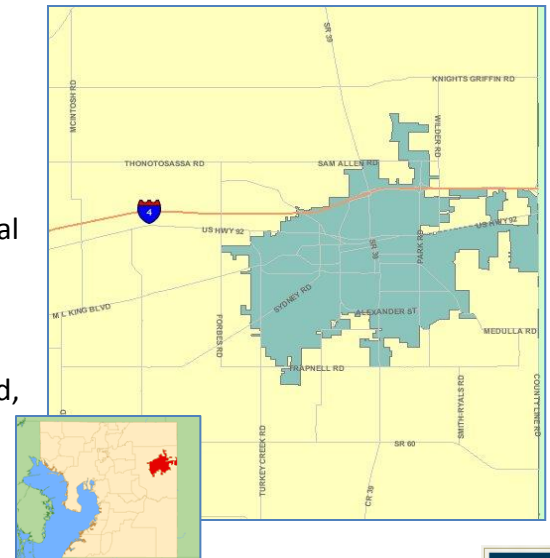 SR 39
KNIGHTS GRIFFIN RD
MCINTOSH RD
WILDER RD
THONOTOSASSA RD
SAM ALLEN RD
4
US HWY 92
US HWY 92
al
SR 39
PARK RD
SYDNEY RD
M L KING BLVD
ALEXANDER ST
FORBES RD
MEDULLA RD
TRAPNELL RD
d,
TURKEY CREEK RD
SMITH-RYALS RD
COUNTY LINE RD
SR 60
CR 39